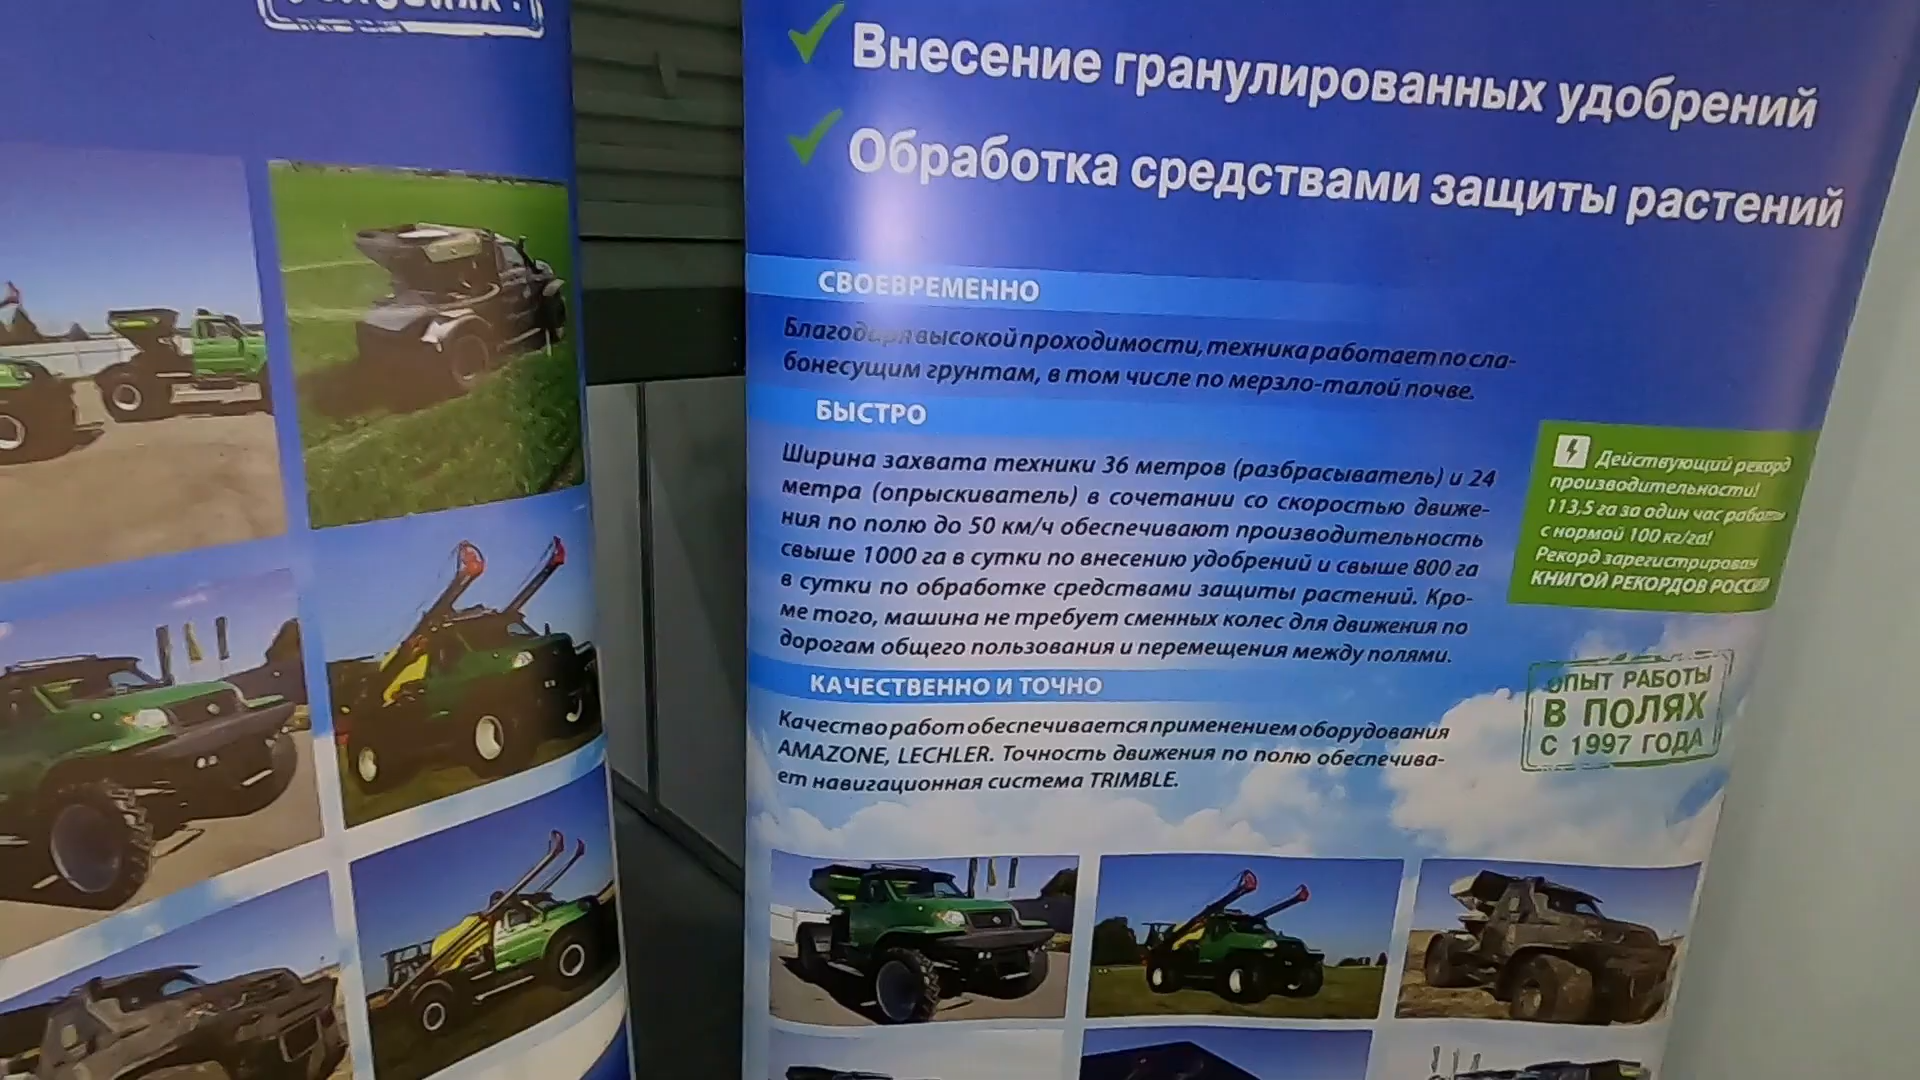 Внесение гранулированных удобрений
Обработка средствами защиты растений
СВОЕВРЕМЕННО
Благодаря высокой проходимости, техника работает по сла-
бонесущим грунтам, в том числе по мерзло-талой почве.
БЫСТРО
Ширина захвата техники 36 метров (разбрасыватель) и 24
метра (опрыскиватель) в сочетании со скоростью движе-
ния по полю до 50 км/ч обеспечивают производительность
свыше 1000 га в сутки по внесению удобрений и свыше 800 га
в сутки по обработке средствами защиты растений. Кро-
ме того, машина не требует сменных колес для движения по
дорогам общего пользования и перемещения между полями.
Действующий рекорд
производительности!
113,5 га за один час работы
с нормой 100 кг/га!
Рекорд зарегистрирован
КНИГОЙ РЕКОРДОВ РОССИИ
КАЧЕСТВЕННО И ТОЧНО
Качество работ обеспечивается применением оборудования
AMAZONE, LECHLER. Точность движения по полю обеспечива-
ет навигационная система TRIMBLE.
ОПЫТ РАБОТЫ
В ПОЛЯХ
С 1997 ГОДА